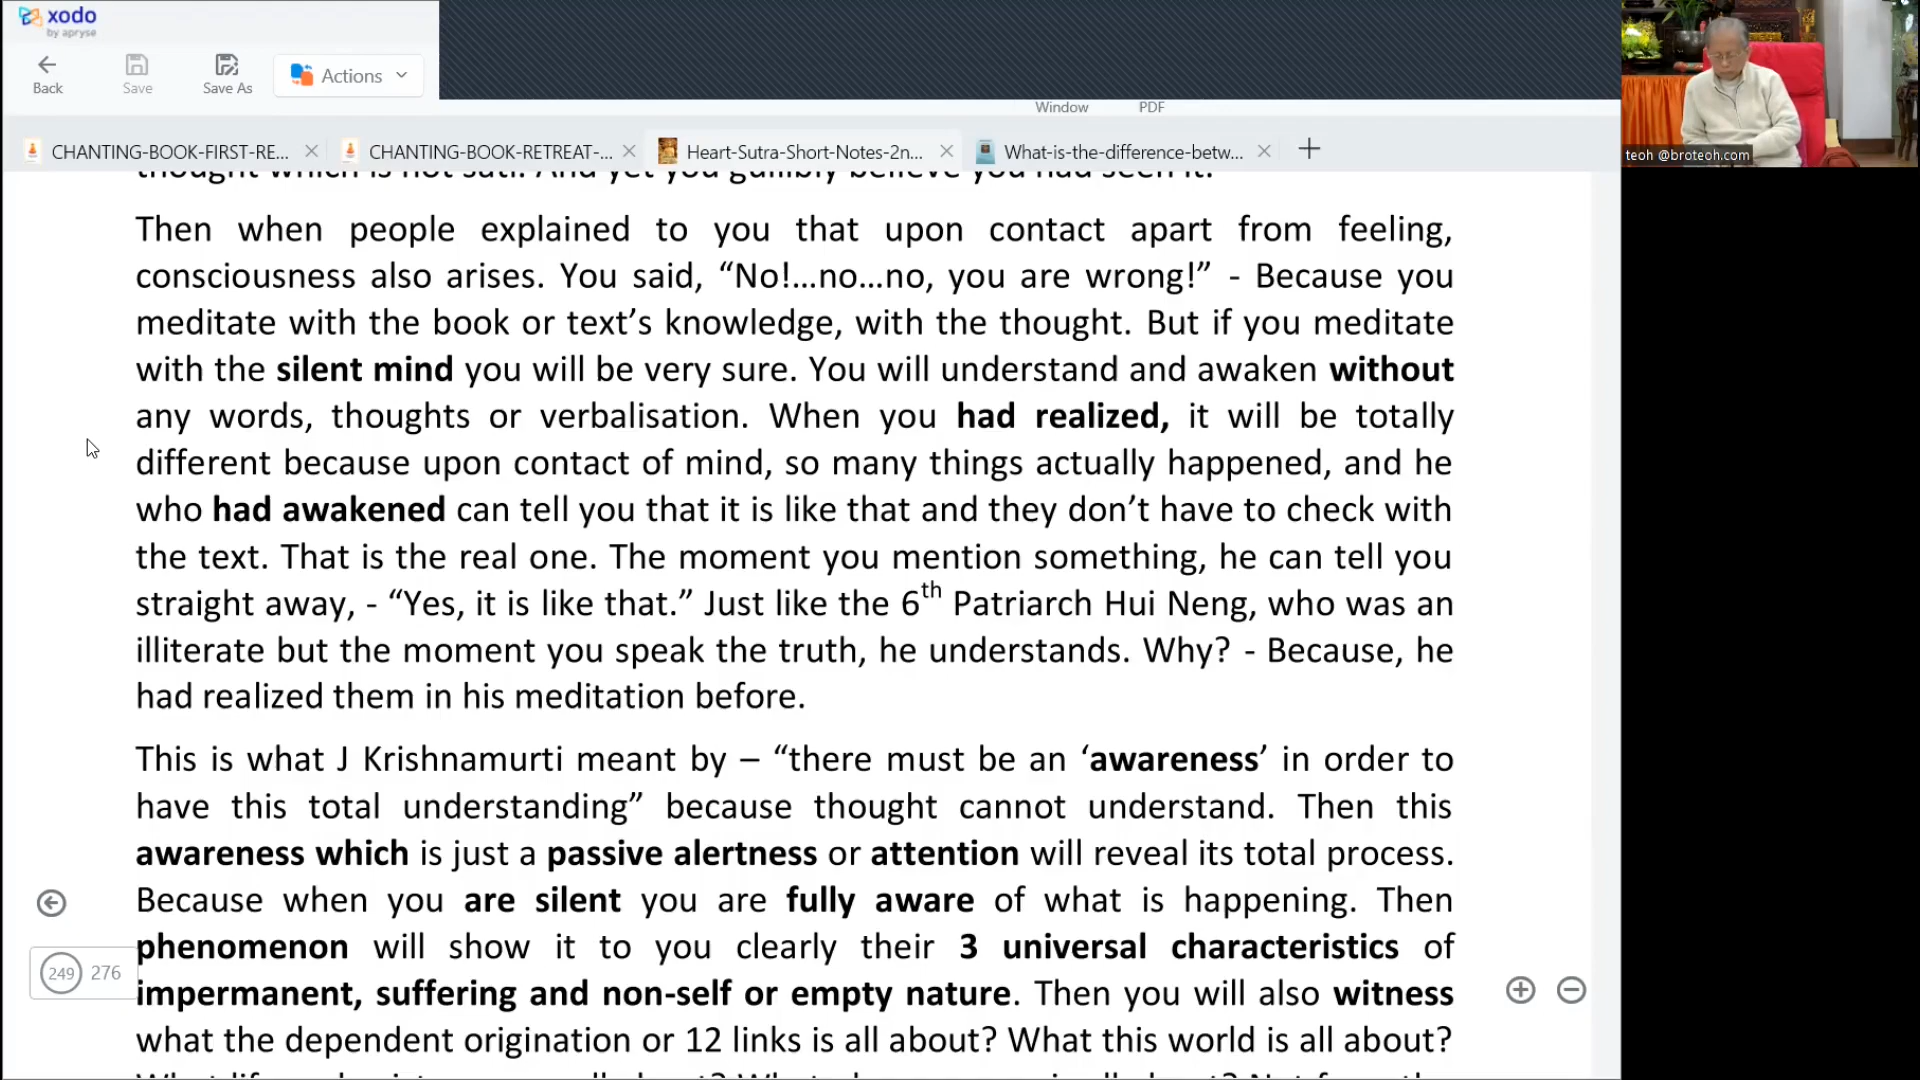 xodo
by apryse
Back
Save
Save As
Actions
Window
PDF
CHANTING-BOOK-FIRST-RE...
CHANTING-BOOK-RETREAT-...
Heart-Sutra-Short-Notes-2n...
What-is-the-difference-betw...
teoh @broteoh.com
thought which is not sati. And yet you gullibly believe you had seen it.
Then when people explained to you that upon contact apart from feeling,
consciousness also arises. You said, “No!...no...no, you are wrong!” - Because you
meditate with the book or text’s knowledge, with the thought. But if you meditate
with the silent mind you will be very sure. You will understand and awaken without
any words, thoughts or verbalisation. When you had realized, it will be totally
different because upon contact of mind, so many things actually happened, and he
who had awakened can tell you that it is like that and they don’t have to check with
the text. That is the real one. The moment you mention something, he can tell you
straight away, - “Yes, it is like that.” Just like the 6th Patriarch Hui Neng, who was an
illiterate but the moment you speak the truth, he understands. Why? - Because, he
had realized them in his meditation before.
This is what J Krishnamurti meant by – “there must be an ‘awareness’ in order to
have this total understanding” because thought cannot understand. Then this
awareness which is just a passive alertness or attention will reveal its total process.
Because when you are silent you are fully aware of what is happening. Then
phenomenon will show it to you clearly their 3 universal characteristics of
impermanent, suffering and non-self or empty nature. Then you will also witness
what the dependent origination or 12 links is all about? What this world is all about?
249 276